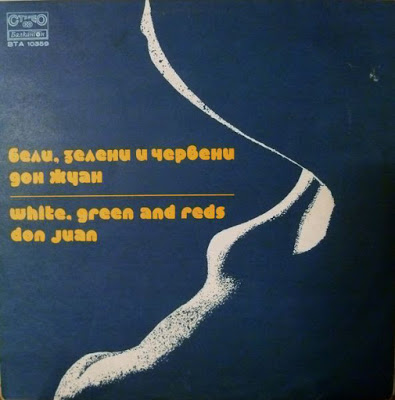 СТЕРЕО
Балкантон
ВТА 10359
бели, зелени и червени
дон жуан
white, green and reds
don juan